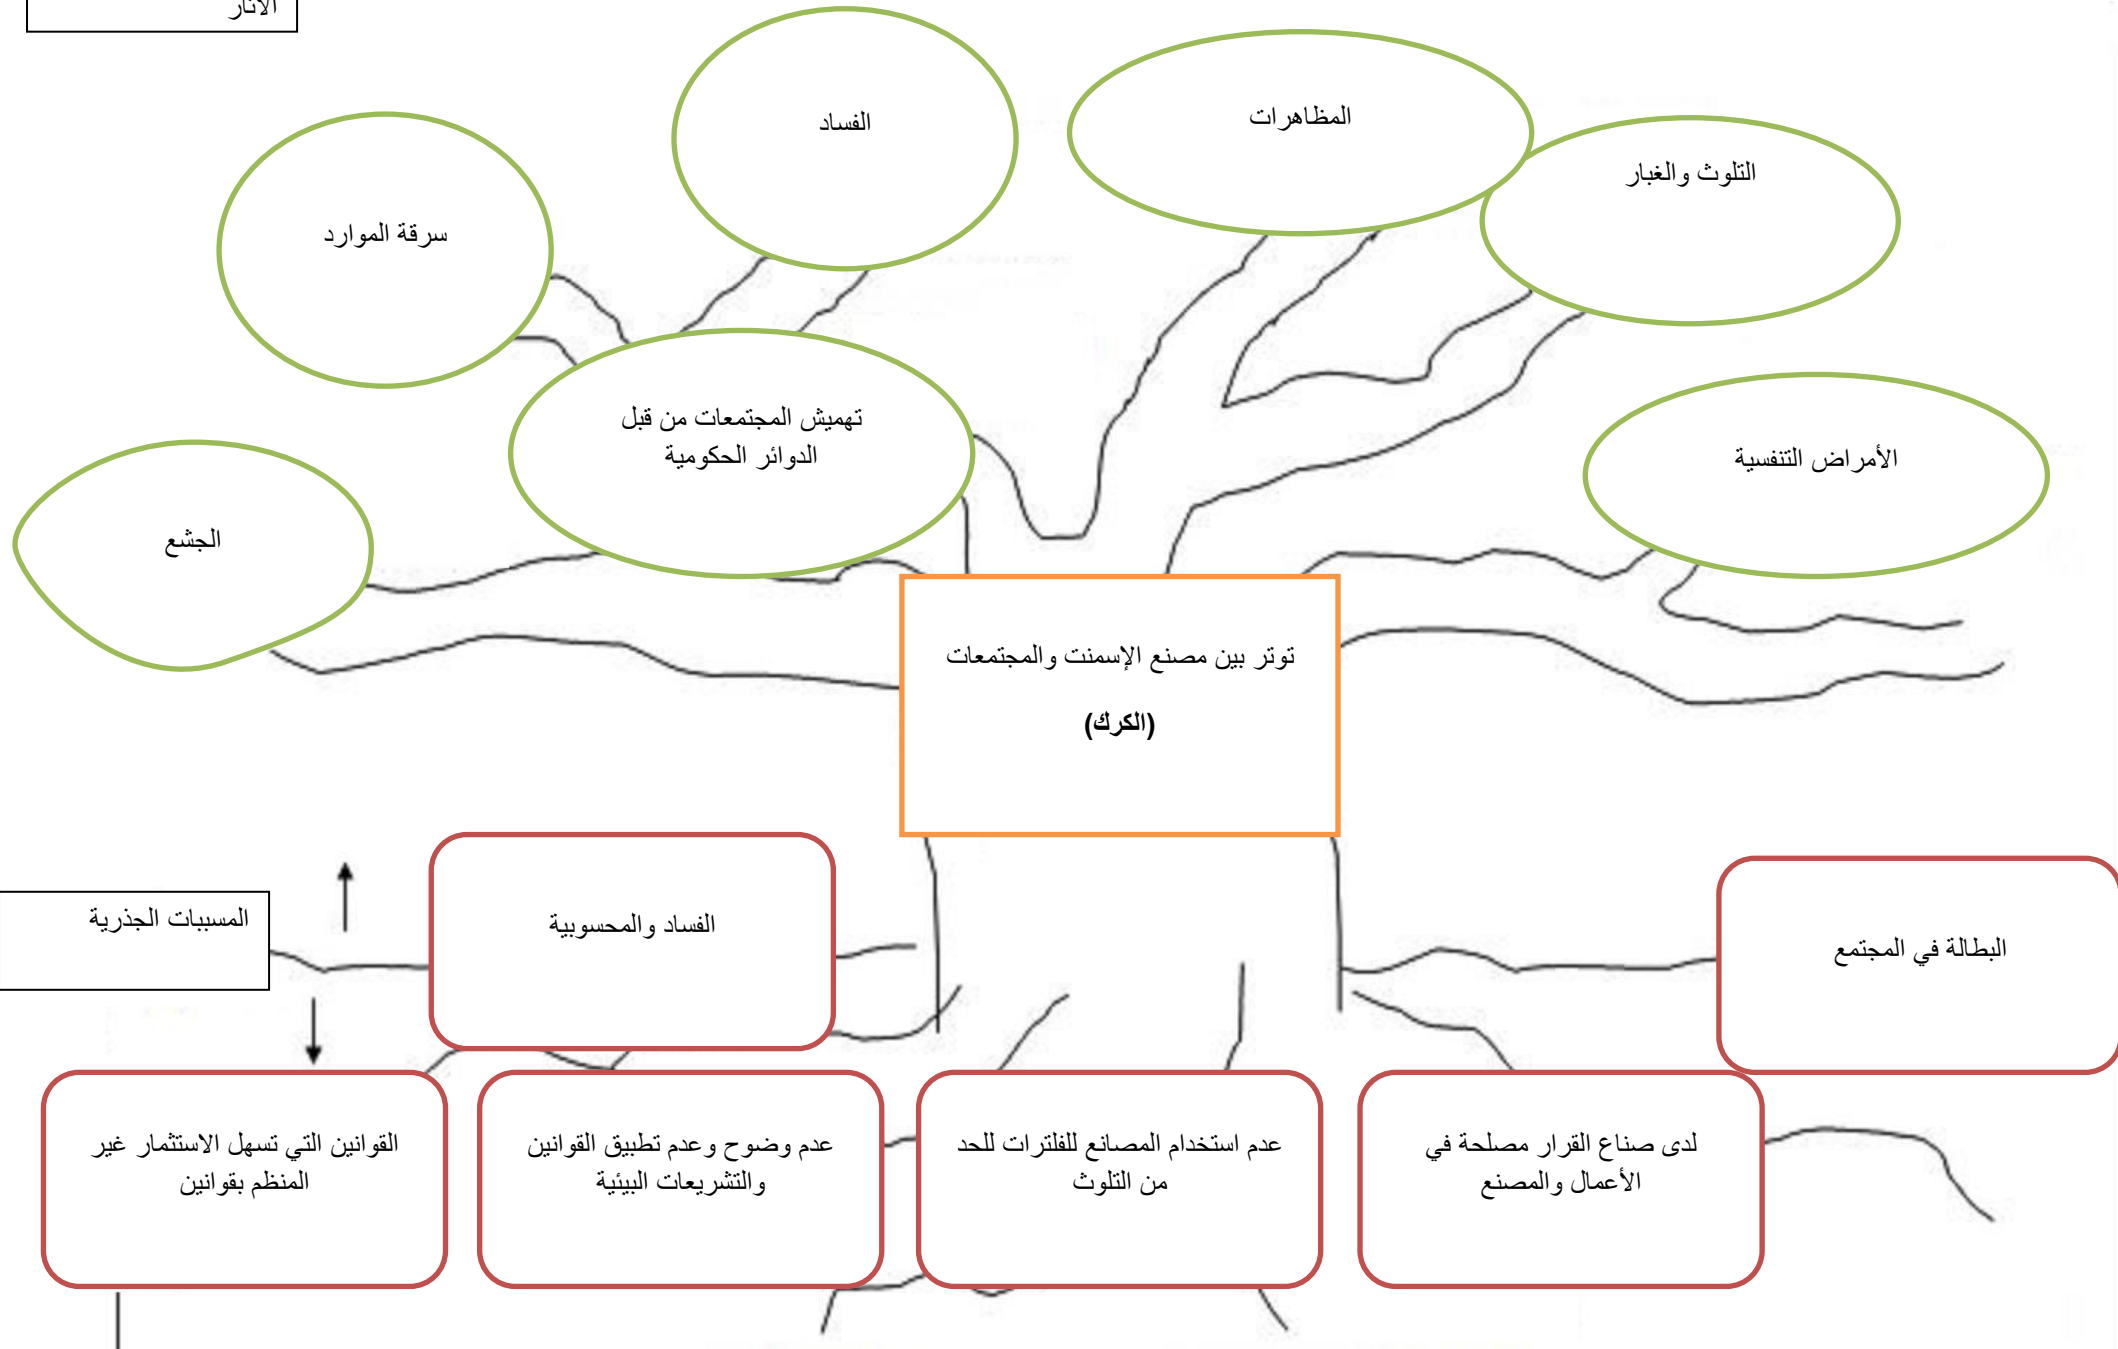 الآثار
الفساد
المظاهرات
التلوث والغبار
سرقة الموارد
تهميش المجتمعات من قبل
الدوائر الحكومية
الأمراض التنفسية
الجشع
توتر بين مصنع الإسمنت والمجتمعات
(الكرك)
المسببات الجذرية
الفساد والمحسوبية
البطالة في المجتمع
القوانين التي تسهل الاستثمار غير
المنظم بقوانين
عدم وضوح وعدم تطبيق القوانين
والتشريعات البيئية
عدم استخدام المصانع للفلترات للحد
من التلوث
لدى صناع القرار مصلحة في
الأعمال والمصنع